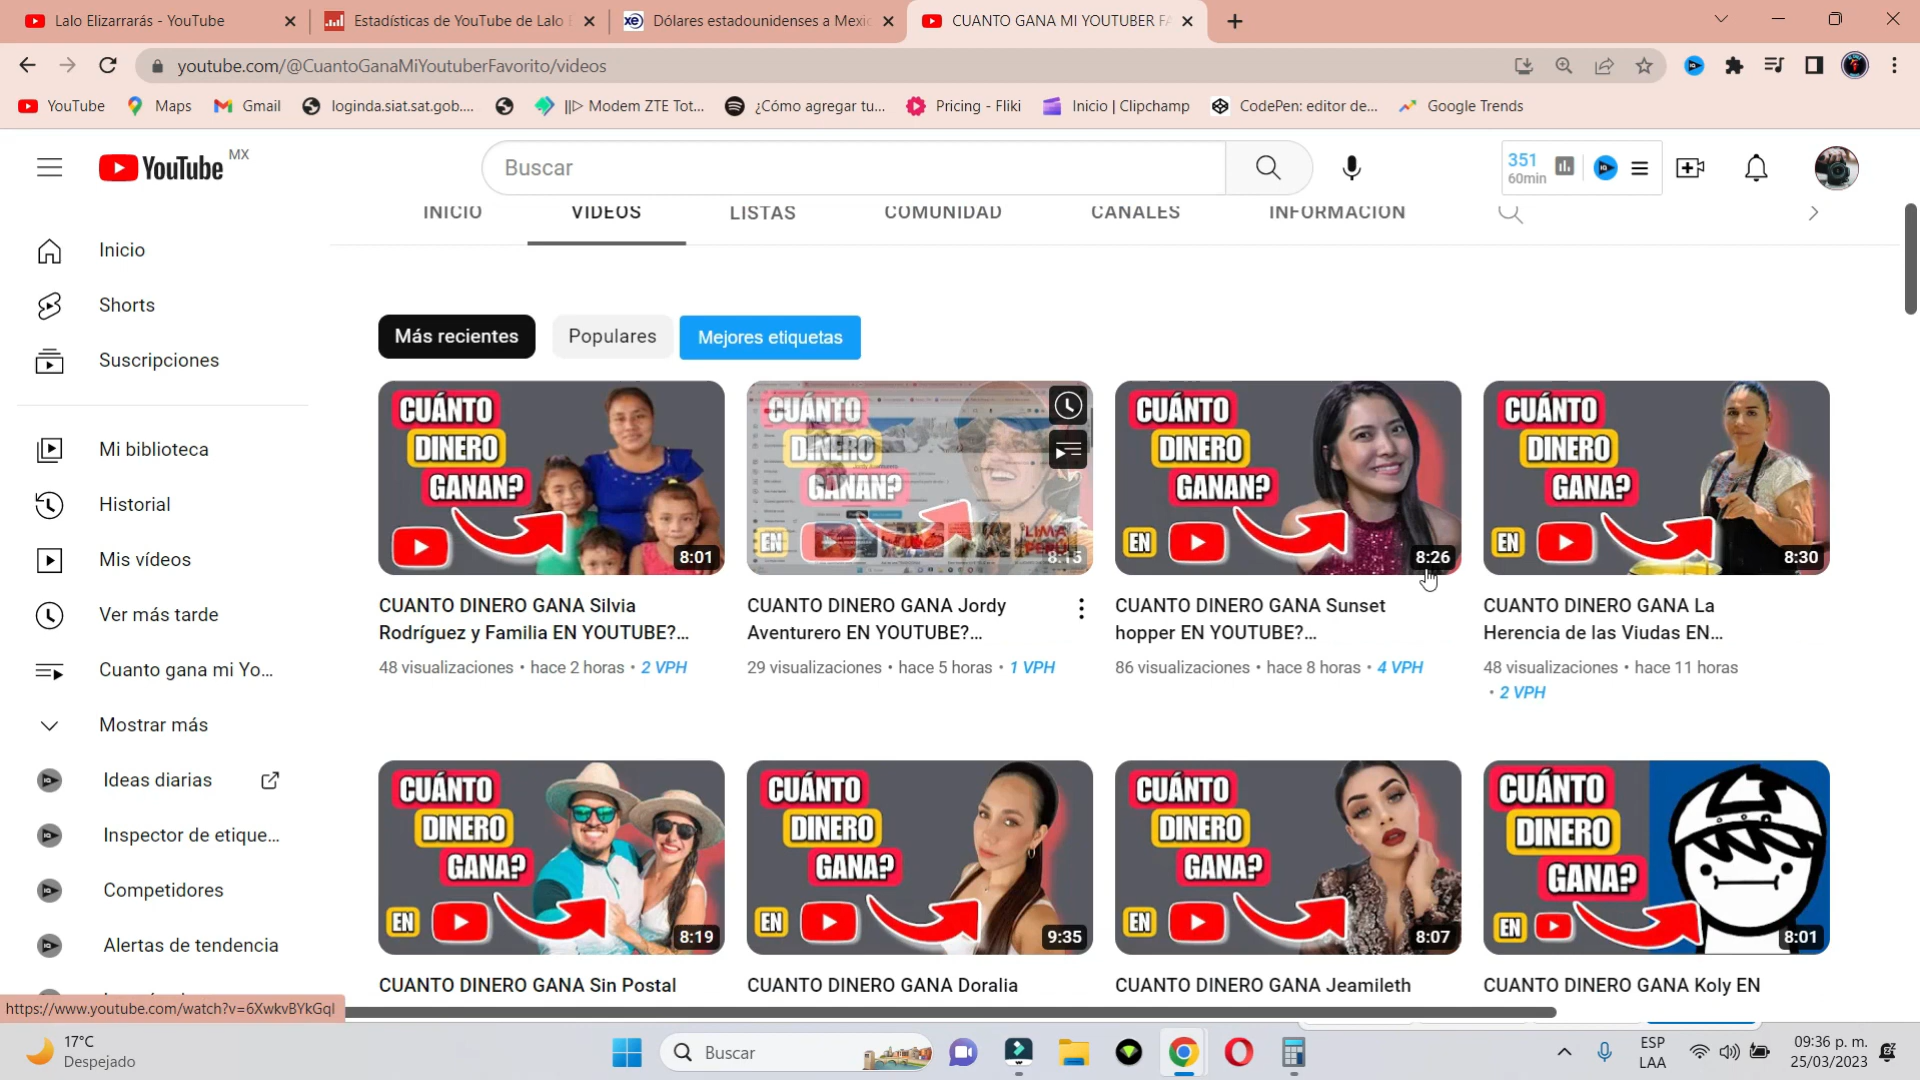 Lalo Elizarrarás - YouTube
Estadísticas de YouTube de Lalo E
Dólares estadounidenses a Mexic
CUANTO GANA MI YOUTUBER FA
youtube.com/@CuantoGanaMiYoutuberFavorito/videos
YouTube
Maps
Gmail
loginda.siat.sat.gob....
||▷ Modem ZTE Tot...
¿Cómo agregar tu...
Pricing - Fliki
Inicio | Clipchamp
CodePen: editor de...
Google Trends
YouTube MX
Buscar
351
60min
INICIO
VIDEOS
LISTAS
COMUNIDAD
CANALES
INFORMACION
Inicio
Shorts
Suscripciones
Mi biblioteca
Historial
Mis vídeos
Ver más tarde
Cuanto gana mi Yo...
Mostrar más
Ideas diarias
Inspector de etique...
Competidores
Alertas de tendencia
Más recientes
Populares
Mejores etiquetas
CUÁNTO
DINERO
GANAN?
8:01
CUÁNTO
DINERO
GANAN?
EN
8:15
CUÁNTO
DINERO
GANAN?
EN
8:26
CUÁNTO
DINERO
GANA?
EN
8:30
CUANTO DINERO GANA Silvia
Rodríguez y Familia EN YOUTUBE?...
48 visualizaciones • hace 2 horas • 2 VPH
CUANTO DINERO GANA Jordy
Aventurero EN YOUTUBE?...
29 visualizaciones • hace 5 horas • 1 VPH
CUANTO DINERO GANA Sunset
hopper EN YOUTUBE?...
86 visualizaciones • hace 8 horas • 4 VPH
CUANTO DINERO GANA La
Herencia de las Viudas EN...
48 visualizaciones • hace 11 horas
• 2 VPH
CUÁNTO
DINERO
GANA?
EN
8:19
CUÁNTO
DINERO
GANA?
EN
9:35
CUÁNTO
DINERO
GANA?
EN
8:07
CUÁNTO
DINERO
GANA?
EN
8:01
CUANTO DINERO GANA Sin Postal
CUANTO DINERO GANA Doralia
CUANTO DINERO GANA Jeamileth
CUANTO DINERO GANA Koly EN
https://www.youtube.com/watch?v=6XwkvBYkGqI
17°C
Despejado
Buscar
ESP
LAA
09:36 p. m.
25/03/2023